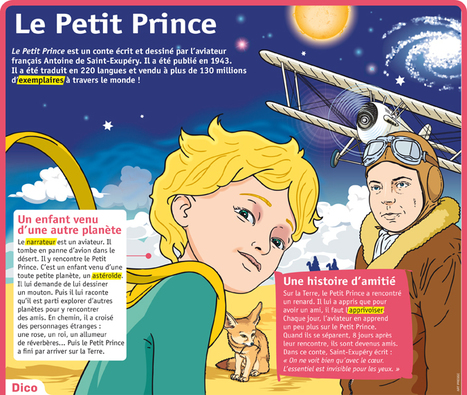 Le Petit Prince
Le Petit Prince est un conte écrit et dessiné par l'aviateur
français Antoine de Saint-Exupéry. Il a été publié en 1943.
Il a été traduit en 220 langues et vendu à plus de 130 millions
d'exemplaires à travers le monde !
Un enfant venu
d'une autre planète
Le narrateur est un aviateur. Il
tombe en panne d'avion dans le
désert. Il y rencontre le Petit
Prince. C'est un enfant venu d'une
toute petite planète, un astéroïde.
Il lui demande de lui dessiner
un mouton. Puis il lui raconte
qu'il est parti explorer d'autres
planètes pour y rencontrer
des amis. En chemin, il a croisé
des personnages étranges :
une rose, un roi, un allumeur
de réverbères... Puis le Petit Prince
a fini par arriver sur la Terre.
Une histoire d'amitié
Sur la Terre, le Petit Prince a rencontré
un renard. Il lui a appris que pour
avoir un ami, il faut l'apprivoiser.
Chaque jour, l'aviateur en apprend
un peu plus sur le Petit Prince.
Quand ils se séparent, 8 jours après
leur rencontre, ils sont devenus amis.
Dans ce conte, Saint-Exupéry écrit :
« On ne voit bien qu'avec le cœur.
L'essentiel est invisible pour les yeux. »
Dico